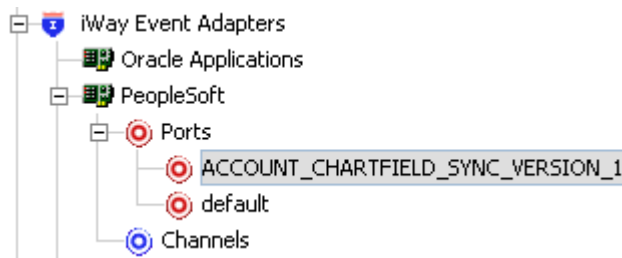 iWay Event Adapters
Oracle Applications
PeopleSoft
Ports
ACCOUNT_CHARTFIELD_SYNC_VERSION_1
default
Channels